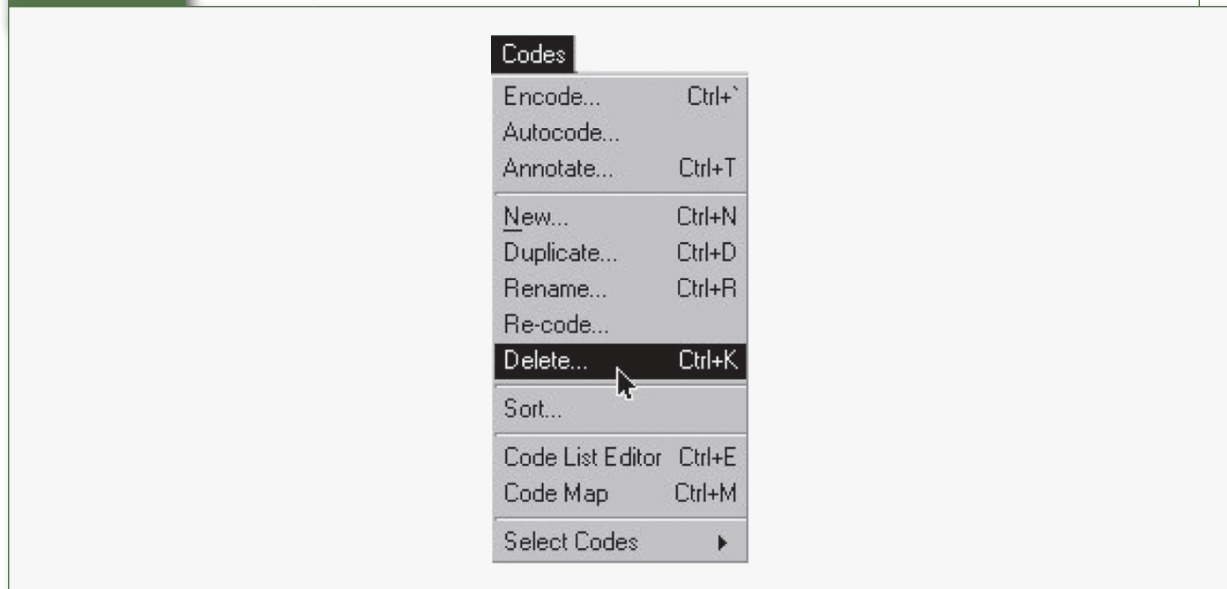 Codes
Encode... Ctrl+`
Autocode...
Annotate... Ctrl+T
New... Ctrl+N
Duplicate... Ctrl+D
Rename... Ctrl+R
Re-code...
Delete... Ctrl+K
Sort...
Code List Editor Ctrl+E
Code Map Ctrl+M
Select Codes